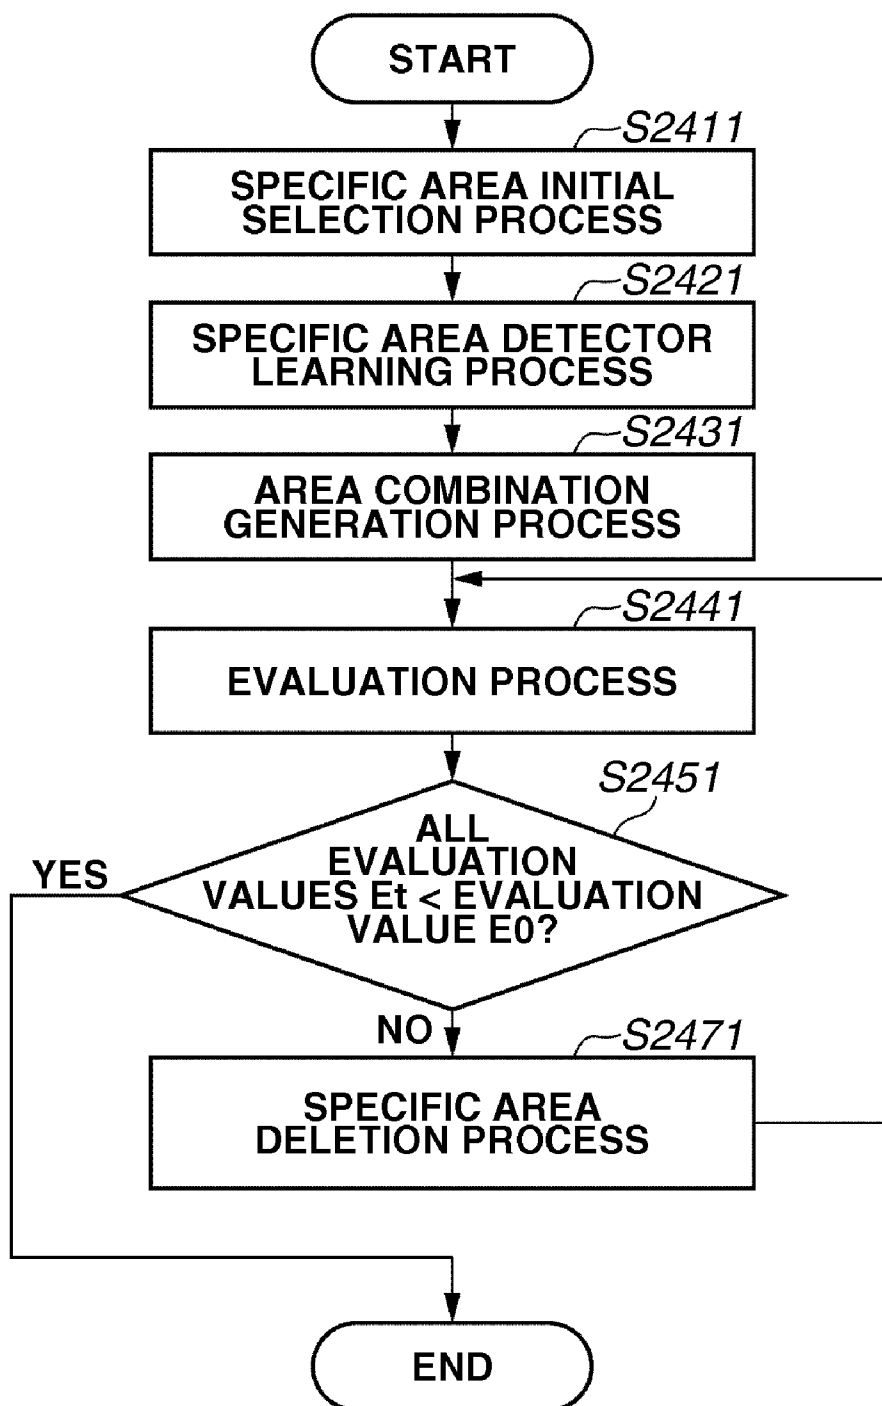 START
S2411
SPECIFIC AREA INITIAL
SELECTION PROCESS
S2421
SPECIFIC AREA DETECTOR
LEARNING PROCESS
S2431
AREA COMBINATION
GENERATION PROCESS
S2441
EVALUATION PROCESS
S2451
ALL
EVALUATION
VALUES Et < EVALUATION
VALUE E0?
YES
NO
S2471
SPECIFIC AREA
DELETION PROCESS
END